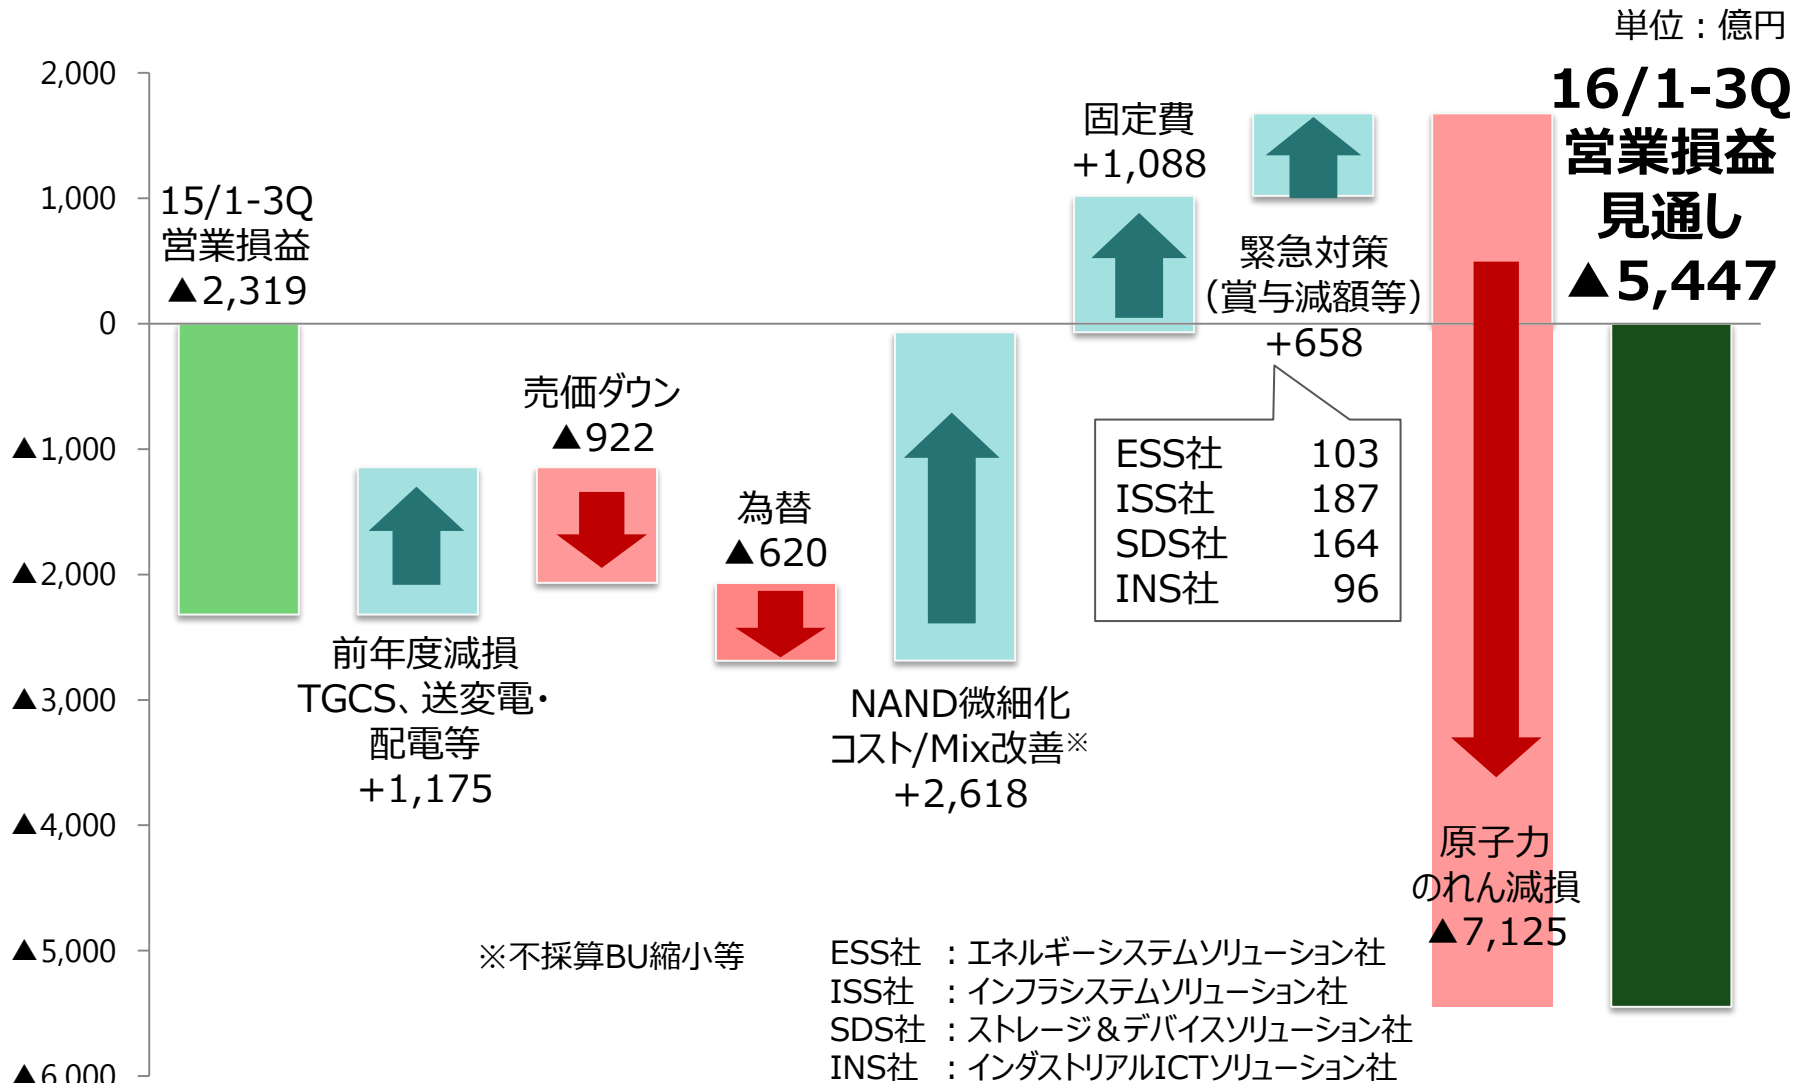 単位：億円
2,000
1,000
0
▲1,000
▲2,000
▲3,000
▲4,000
▲5,000
▲6,000
15/1-3Q
営業損益
▲2,319
前年度減損
TGCS、送変電・
配電等
+1,175
売価ダウン
▲922
為替
▲620
NAND微細化
コスト/Mix改善※
+2,618
固定費
+1,088
緊急対策
（賞与減額等）
+658
ESS社 103
ISS社 187
SDS社 164
INS社 96
原子力
のれん減損
▲7,125
16/1-3Q
営業損益
見通し
▲5,447
※不採算BU縮小等
ESS社 ：エネルギーシステムソリューション社
ISS社 ：インフラシステムソリューション社
SDS社 ：ストレージ＆デバイスソリューション社
INS社 ：インダストリアルICTソリューション社